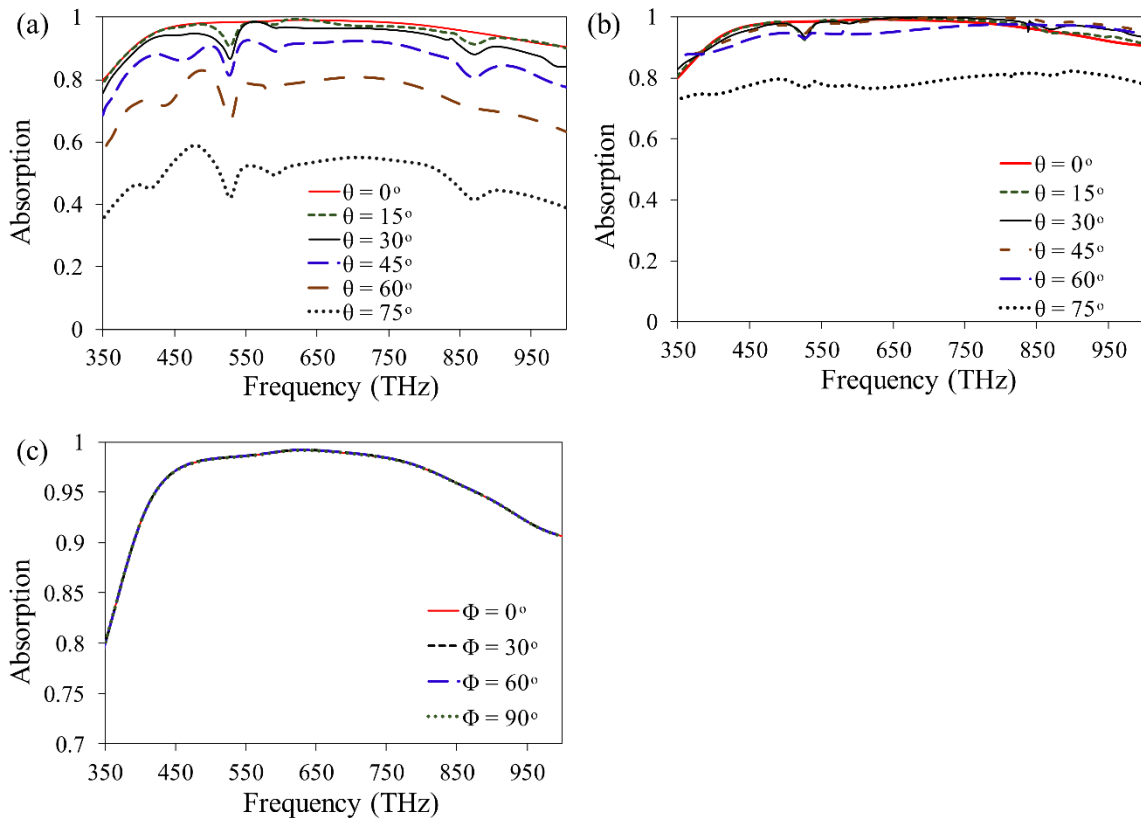 (a)
1
0.8
0.6
0.4
0.2
0
Absorption
θ = 0°
θ = 15°
θ = 30°
θ = 45°
θ = 60°
θ = 75°
350 450 550 650 750 850 950
Frequency (THz)
(b)
1
0.8
0.6
0.4
0.2
0
Absorption
θ = 0°
θ = 15°
θ = 30°
θ = 45°
θ = 60°
θ = 75°
350 450 550 650 750 850 950
Frequency (THz)
(c)
1
0.95
0.9
0.85
0.8
0.75
0.7
Absorption
Φ = 0°
Φ = 30°
Φ = 60°
Φ = 90°
350 450 550 650 750 850 950
Frequency (THz)